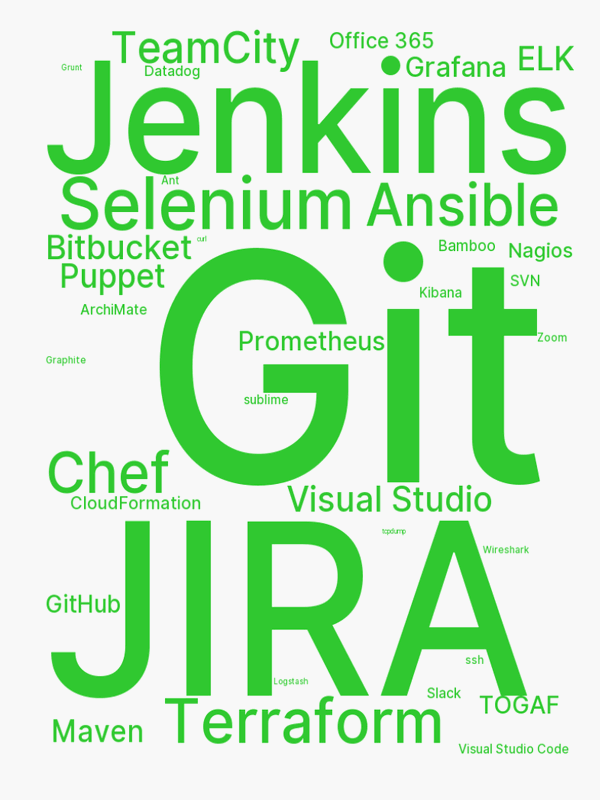 TeamCity
Office 365
ELK
Grunt
Datadog
Grafana
Jenkins
Ant
Selenium
Ansible
Bitbucket
curl
Bamboo
Nagios
Puppet
SVN
Kibana
ArchiMate
Git
Prometheus
Zoom
Graphite
sublime
Chef
CloudFormation
Visual Studio
JIRA
tcpdump
Wireshark
GitHub
ssh
Logstash
Slack
TOGAF
Terraform
Maven
Visual Studio Code